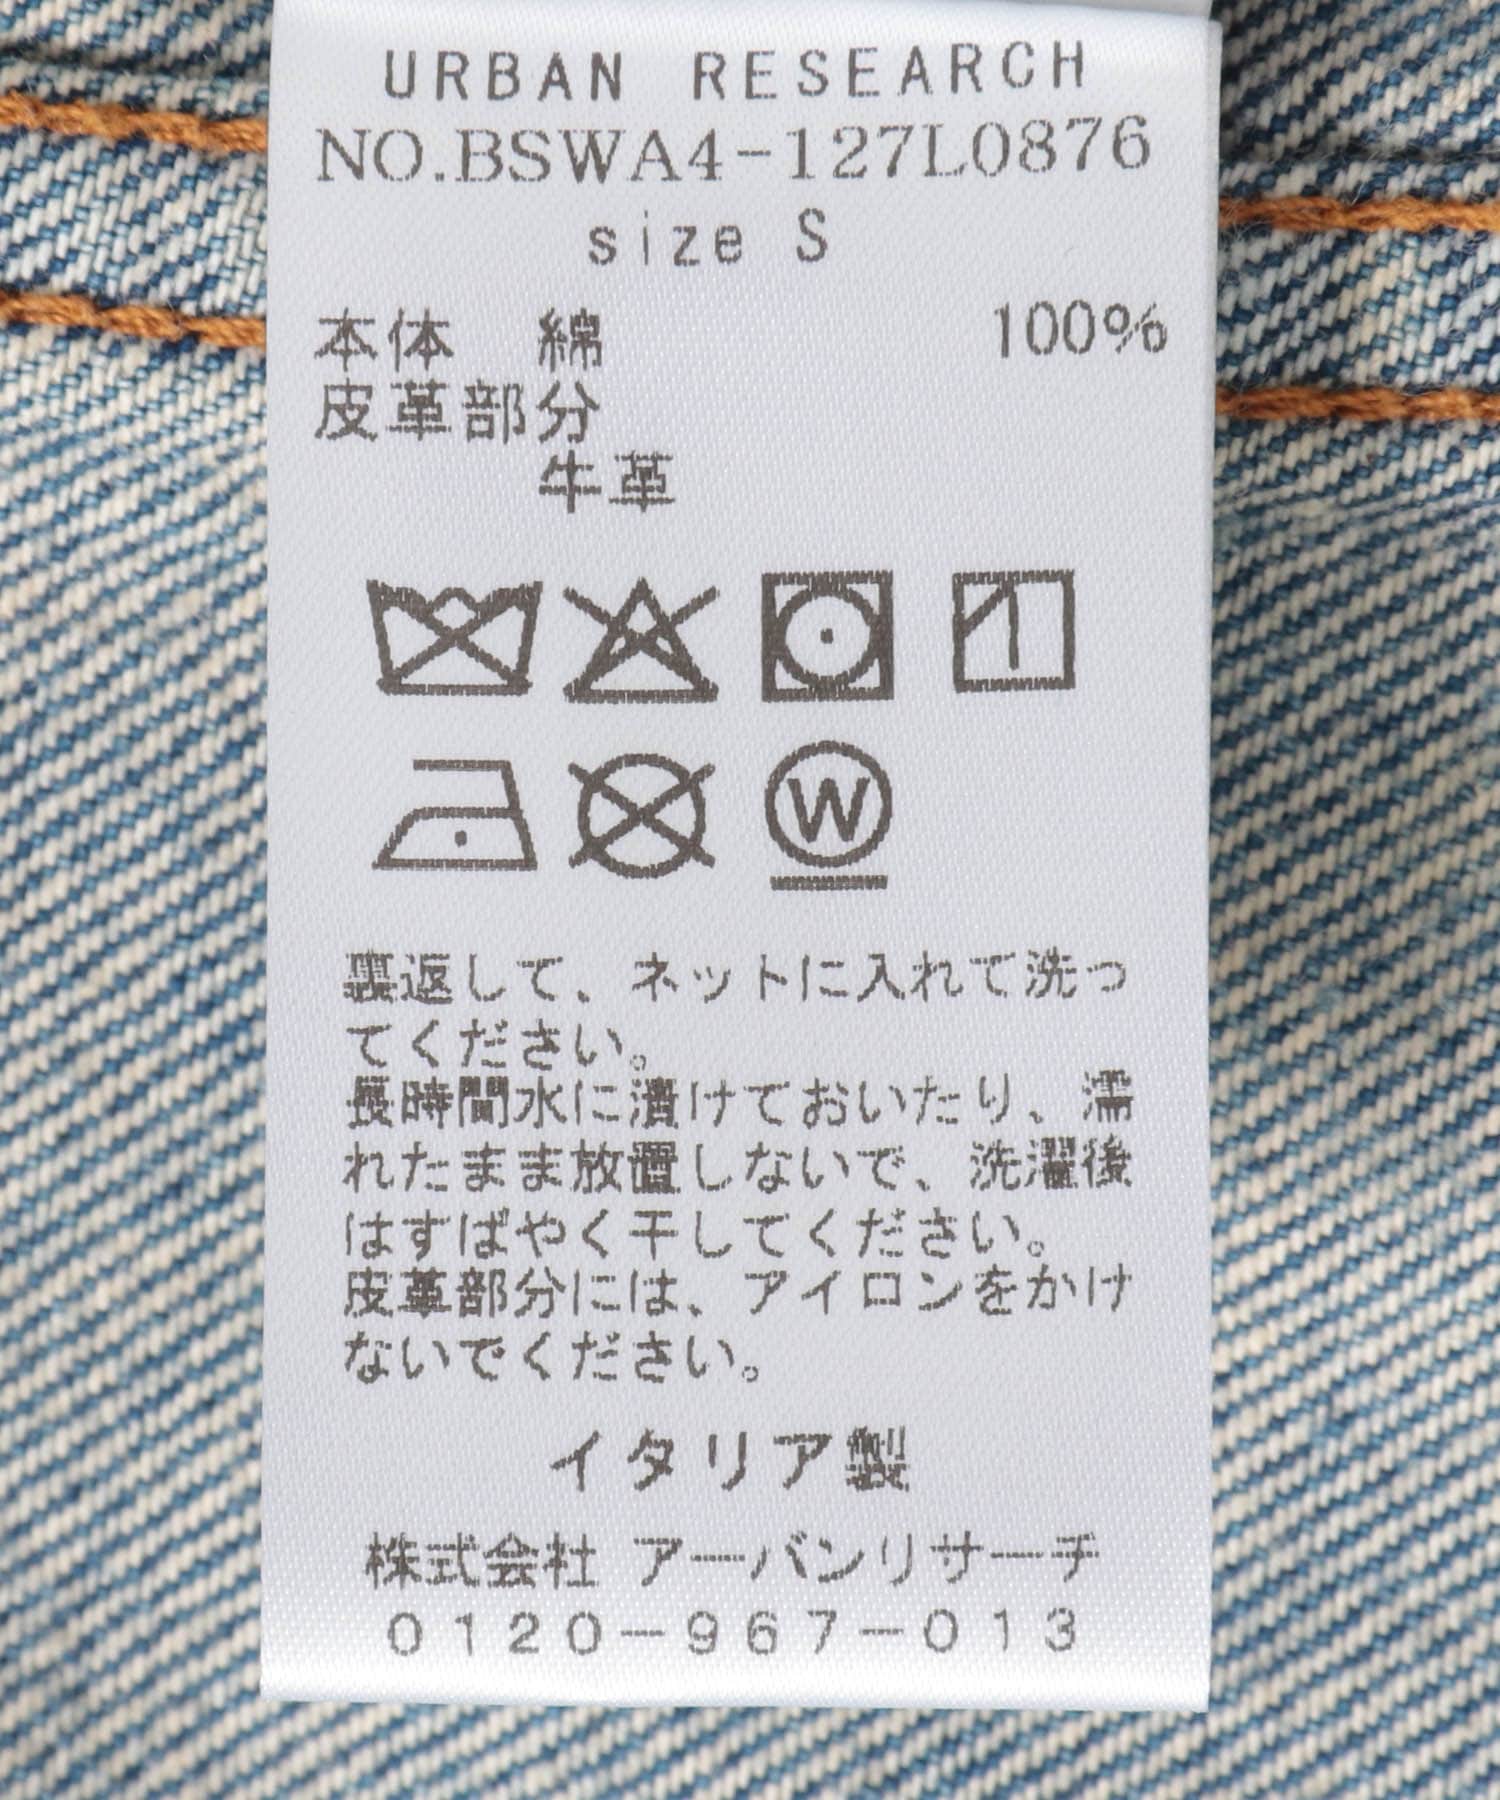 URBAN RESEARCH
NO.BSWA4-127L0876
size S
本体 綿 100%
皮革部分
牛革
W
裏返して、ネットに入れて洗っ
てください。
長時間水に漬けておいたり、濡
れたまま放置しないで、洗濯後
はすばやく干してください。
皮革部分には、アイロンをかけ
ないでください。
イタリア製
株式会社 アーバンリサーチ
0120-967-013